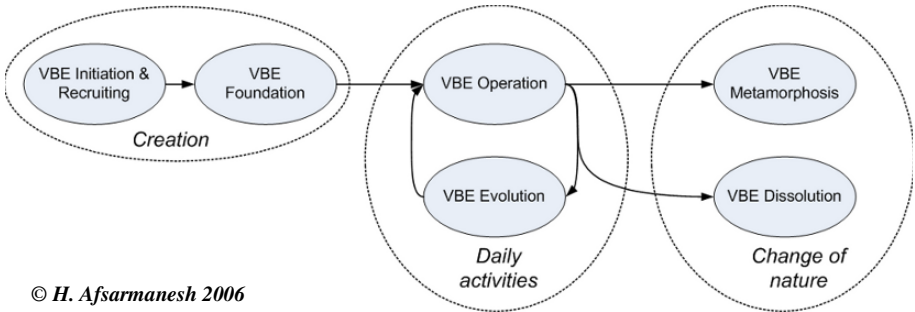 VBE Initiation &
Recruiting
VBE
Foundation
Creation
VBE Operation
VBE Evolution
Daily
activities
VBE
Metamorphosis
VBE Dissolution
Change of
nature
© H. Afsarmanesh 2006